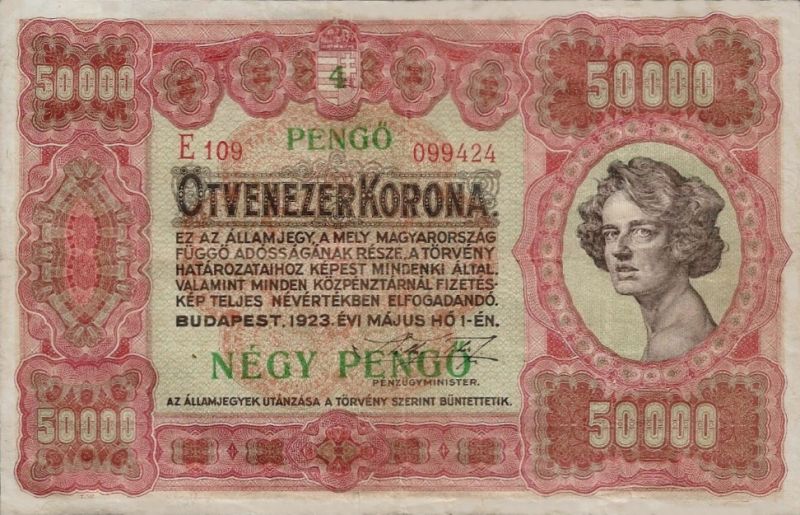 50000
4
50000
E 109
PENGŐ
099424
ÖTVENEZER KORONA.
EZ AZ ÁLLAMJEGY, A MELY MAGYARORSZÁG
FÜGGŐ ADÓSSÁGÁNAK RÉSZE, A TÖRVÉNY
HATÁROZATAIHOZ KÉPEST MINDENKI ÁLTAL,
VALAMINT MINDEN KÖZPÉNZTÁRNÁL FIZETÉS-
KÉP TELJES NÉVÉRTÉKBEN ELFOGADANDÓ.
BUDAPEST, 1923. ÉVI MÁJUS HÓ 1-ÉN.
NÉGY PENGŐ
PENZÜGYMINISTER.
AZ ÁLLAMJEGYEK UTÁNZÁSA A TÖRVÉNY SZERINT BÜNTETTETIK.
50000
50000